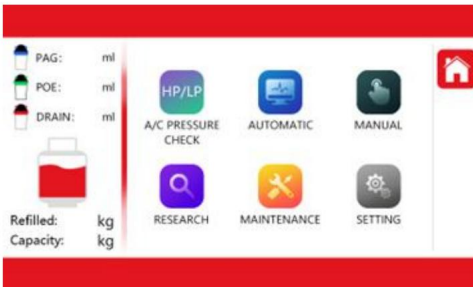 PAG: ml
POE: ml
DRAIN: ml
Refilled: kg
Capacity: kg
HP/LP
A/C PRESSURE
CHECK
AUTOMATIC
MANUAL
RESEARCH
MAINTENANCE
SETTING